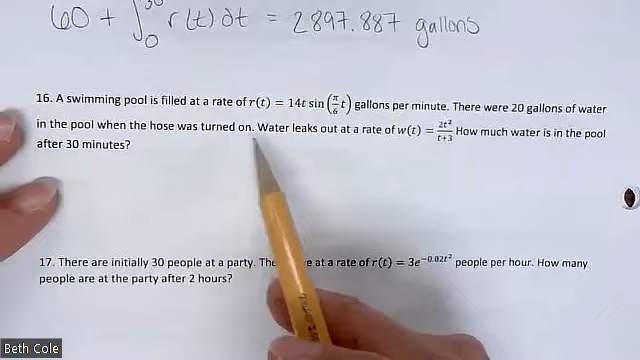 60 + ∫₀³⁰ r(t) dt = 2897.887 gallons
16. A swimming pool is filled at a rate of r(t) = 14t sin(π/6 t) gallons per minute. There were 20 gallons of water
in the pool when the hose was turned on. Water leaks out at a rate of w(t) = 2t²/(t+3) How much water is in the pool
after 30 minutes?
17. There are initially 30 people at a party. e at a rate of r(t) = 3e^(−0.02t²) people per hour. How many
people are at the party after 2 hours?
Beth Cole